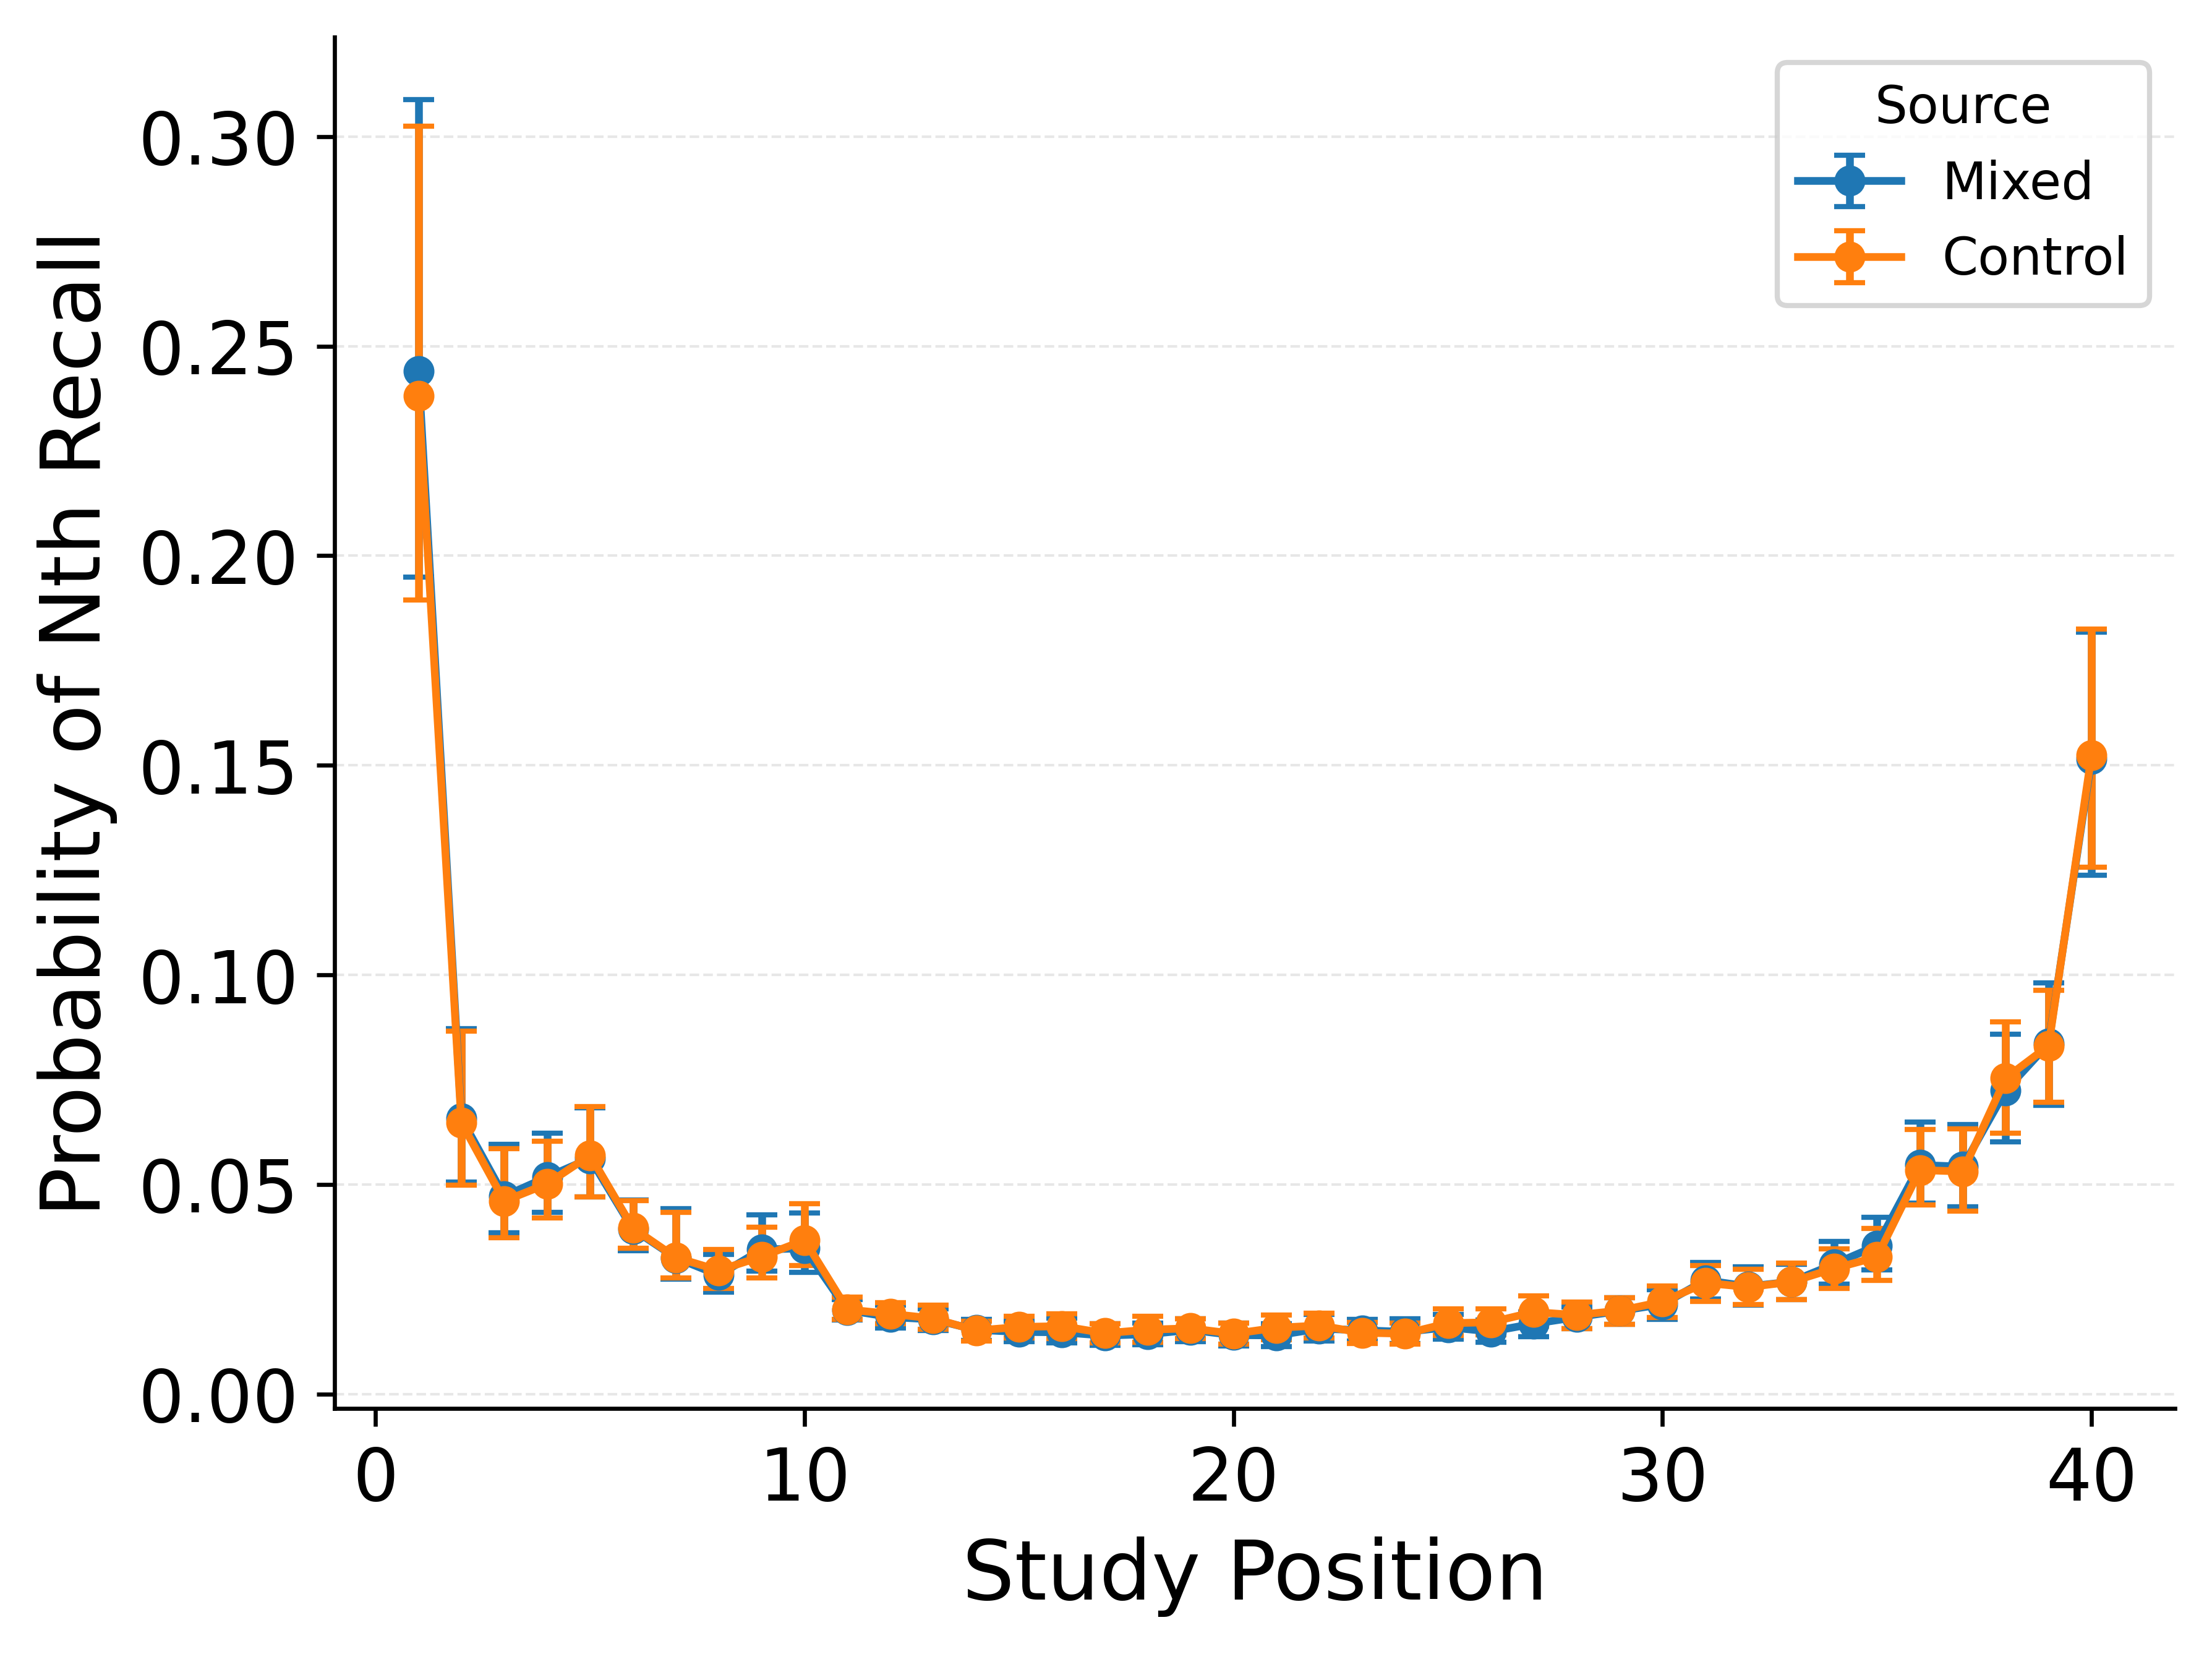 Probability of Nth Recall
0.30
0.25
0.20
0.15
0.10
0.05
0.00
0 10 20 30 40
Study Position
Source
Mixed
Control